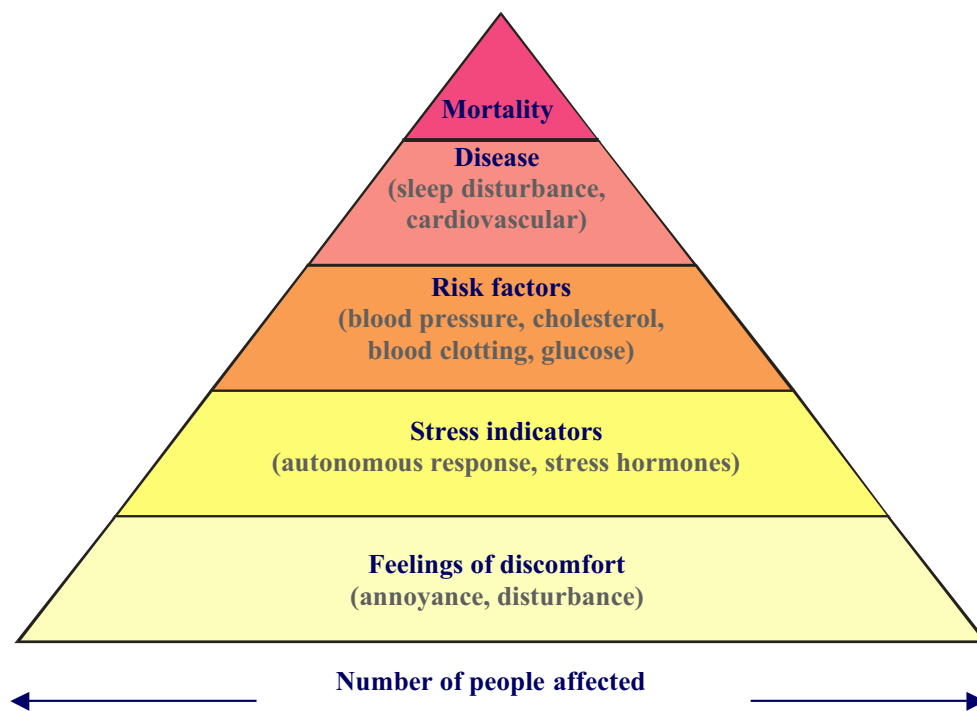 Mortality
Disease
(sleep disturbance,
cardiovascular)
Risk factors
(blood pressure, cholesterol,
blood clotting, glucose)
Stress indicators
(autonomous response, stress hormones)
Feelings of discomfort
(annoyance, disturbance)
Number of people affected